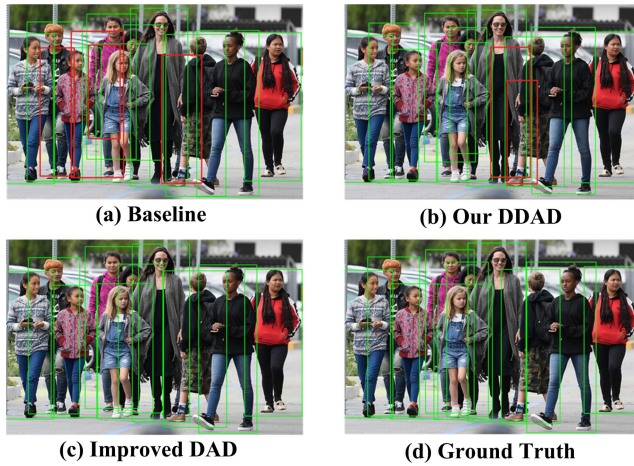 (a) Baseline
(b) Our DDAD
(c) Improved DAD
(d) Ground Truth